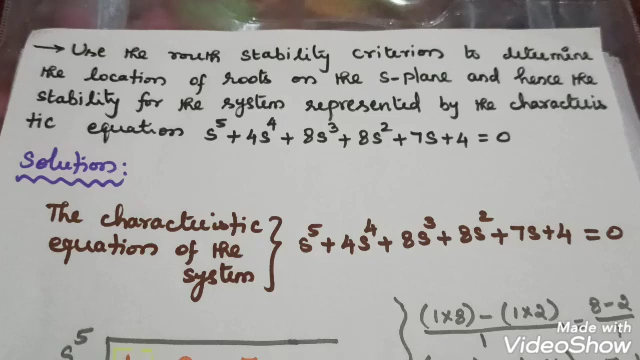 → Use the routh stability criterion to determine
the location of roots on the s-plane and hence the
stability for the system represented by the characteris
tic equation s⁵ + 4s⁴ + 8s³ + 8s² + 7s + 4 = 0
Solution:
The characteristic
equation of the
system } s⁵ + 4s⁴ + 8s³ + 8s² + 7s + 4 = 0
(1×8) - (1×2) / 1 = 8-2 / 1
s⁵
Made with
VideoShow